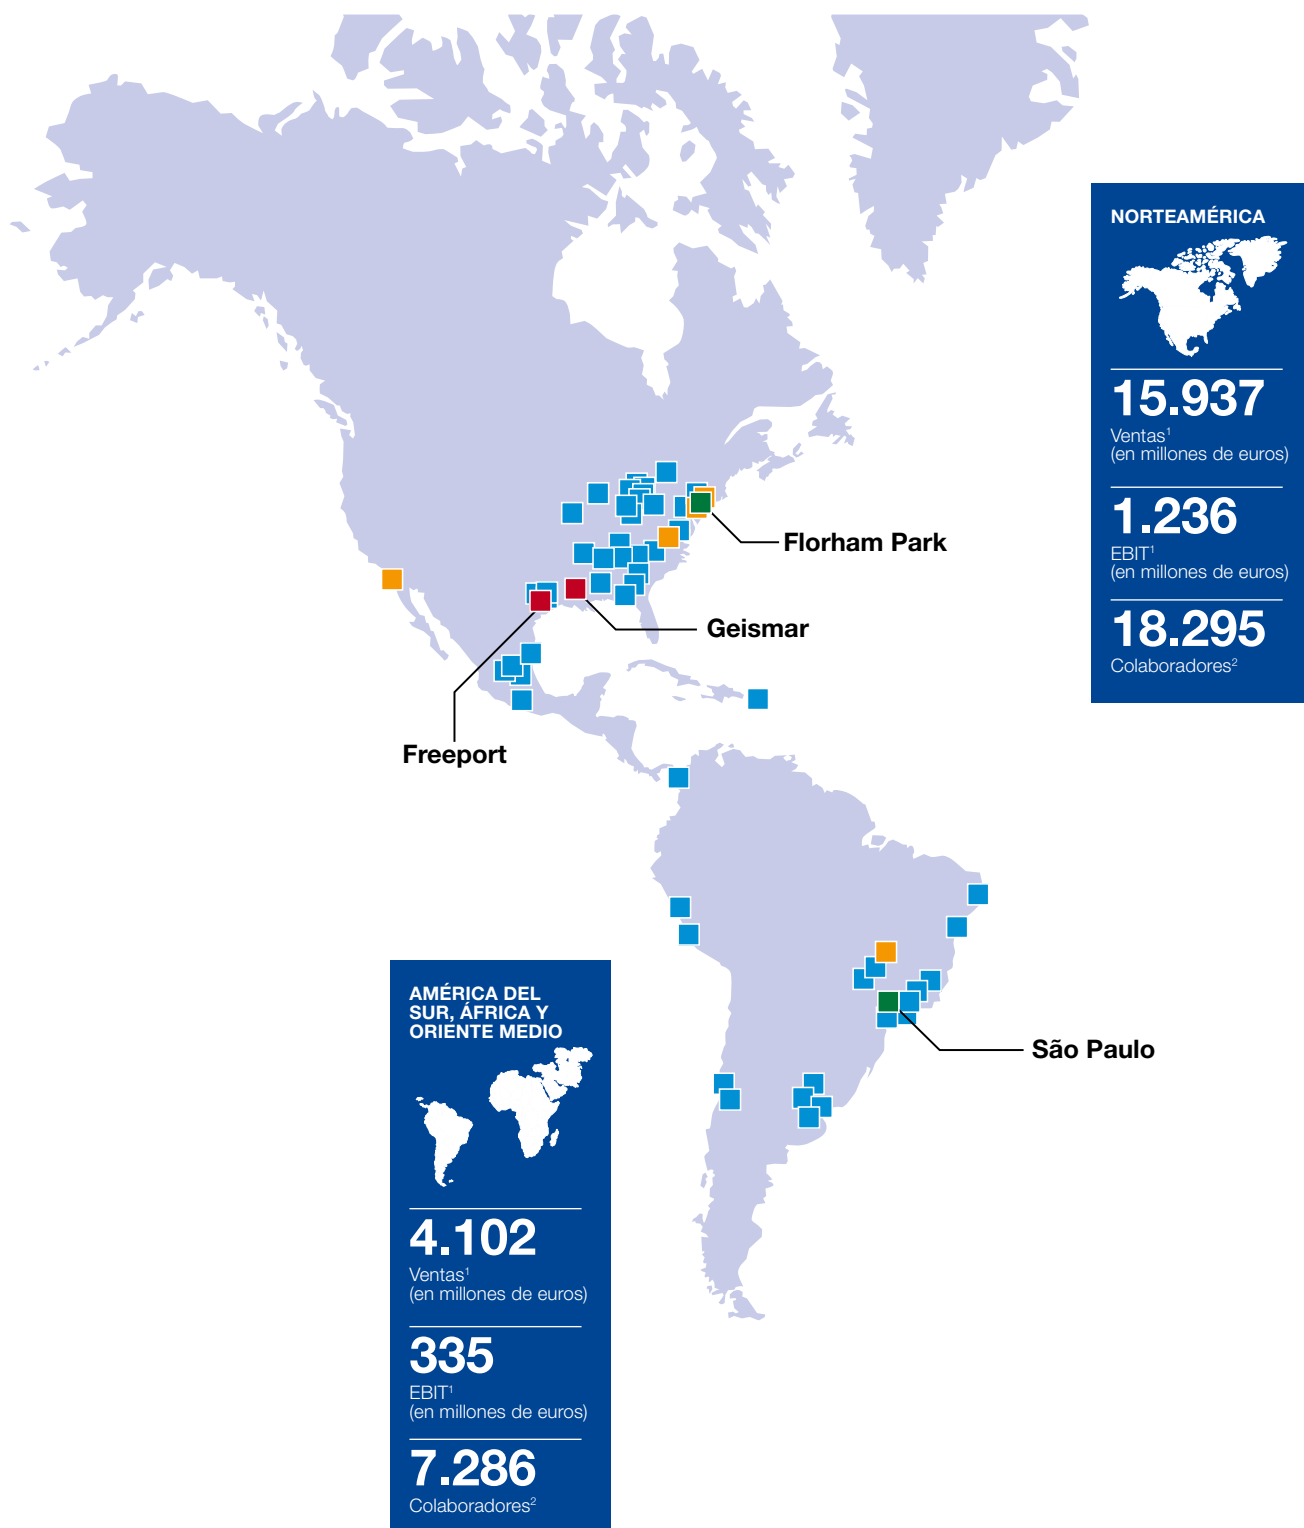 NORTEAMÉRICA
15.937
Ventas¹
(en millones de euros)
1.236
EBIT¹
(en millones de euros)
18.295
Colaboradores²
Florham Park
Geismar
Freeport
São Paulo
AMÉRICA DEL
SUR, ÁFRICA Y
ORIENTE MEDIO
4.102
Ventas¹
(en millones de euros)
335
EBIT¹
(en millones de euros)
7.286
Colaboradores²